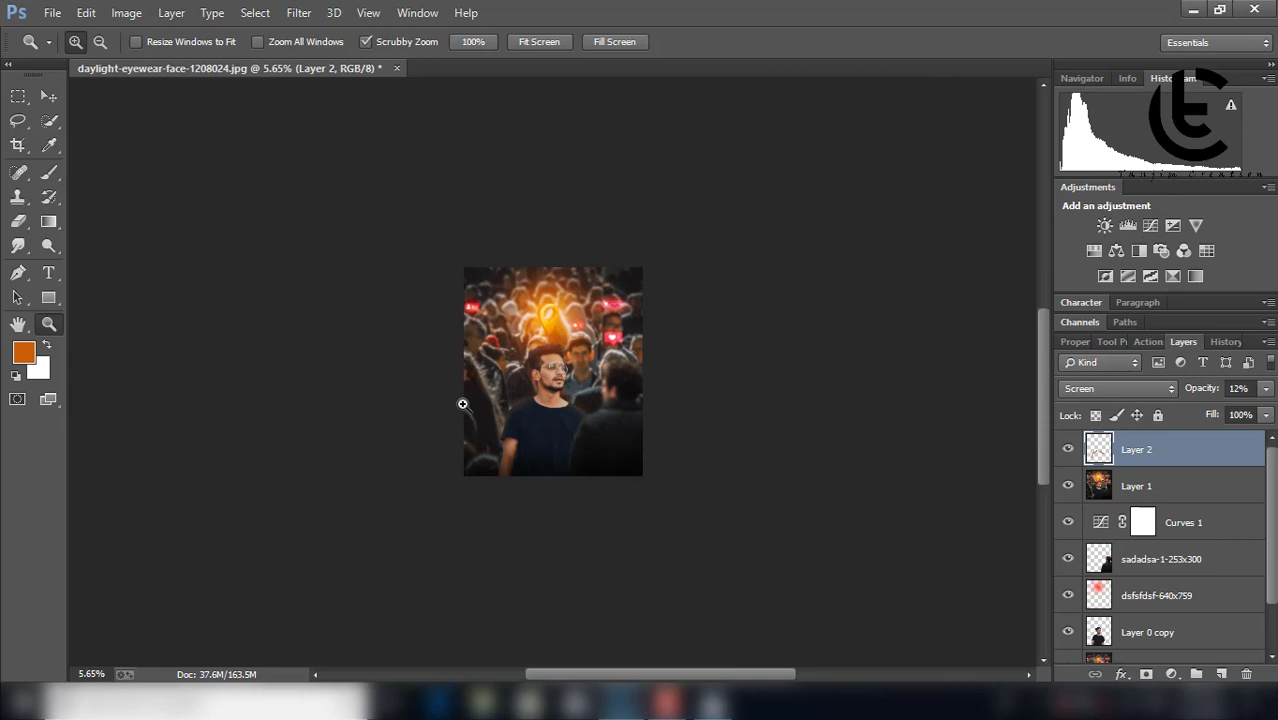 Ps File Edit Image Layer Type Select Filter 3D View Window Help
Resize Windows to Fit Zoom All Windows Scrubby Zoom 100% Fit Screen Fill Screen Essentials
daylight-eyewear-face-1208024.jpg @ 5.65% (Layer 2, RGB/8) * ×
Navigator Info
Adjustments
Add an adjustment
Character Paragraph
Channels Paths
Proper Tool Pr Action Layers History
Kind
Screen Opacity: 12%
Lock: Fill: 100%
Layer 2
Layer 1
Curves 1
sadadsa-1-253x300
dsfsfdsf-640x759
Layer 0 copy
5.65% Doc: 37.6M/163.5M